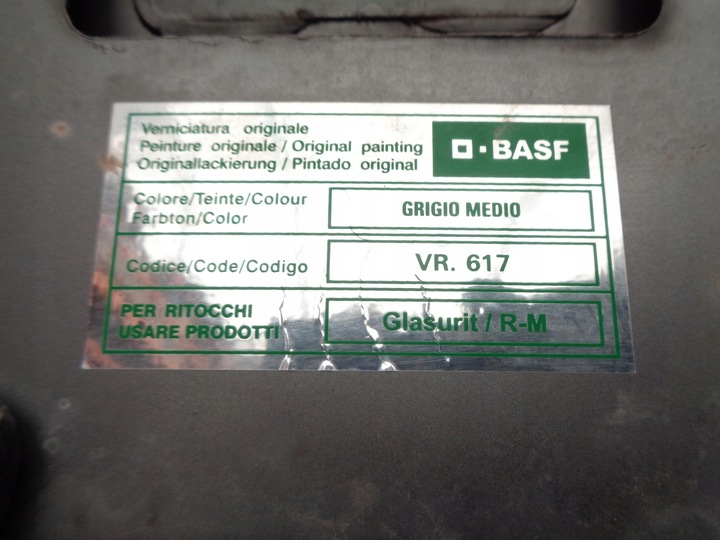 Verniciatura originale
Peinture originale / Original painting
Originallackierung / Pintado original
BASF
Colore/Teinte/Colour
Farbton/Color
GRIGIO MEDIO
Codice/Code/Codigo
VR. 617
PER RITOCCHI
USARE PRODOTTI
Glasurit / R-M